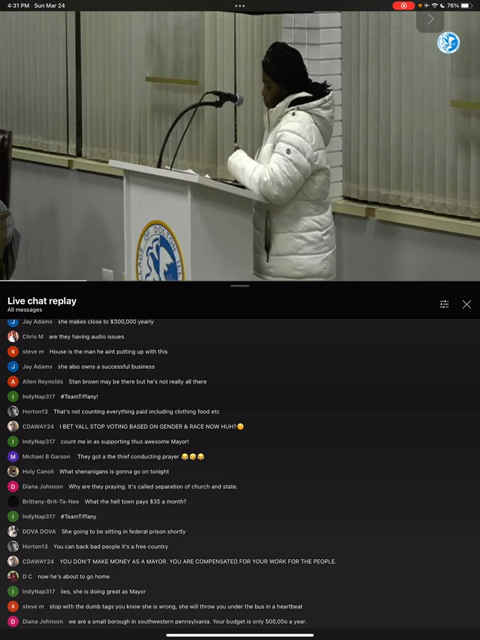 4:31 PM Sun Mar 24
76%
VILLAGE OF DOLTON ILL
Live chat replay
All messages
Jay Adams she makes close to $300,000 yearly
Chris M are they having audio issues
steve m House is the man he aint putting up with this
Jay Adams she also owns a successful business
Allen Reynolds Stan brown may be there but he's not really all there
IndyNap317 #TeamTiffany!
Horton13 That's not counting everything paid including clothing food etc
CDAWAY24 I BET YALL STOP VOTING BASED ON GENDER & RACE NOW HUH?😕
IndyNap317 count me in as supporting thus awesome Mayor!
Michael B Garson They got a the thief conducting prayer 😂🤣😂
Holy Canoli What shenanigans is gonna go on tonight
Diana Johnson Why are they praying. It's called separation of church and state.
Brittany-Brit-Ta-Nee What rhe hell town pays $35 a month?
IndyNap317 #TeamTiffany
DOVA DOVA She going to be sitting in federal prison shortly
Horton13 You can back bad people it's a free country
CDAWAY24 YOU DON'T MAKE MONEY AS A MAYOR. YOU ARE COMPENSATED FOR YOUR WORK FOR THE PEOPLE.
D C now he's about to go home
IndyNap317 lies, she is doing great as Mayor
steve m stop with the dumb tags you know she is wrong, she will throw you under the bus in a heartbeat
Diana Johnson we are a small borough in southwestern pennsylvania. Your budget is only 500,00o a year.